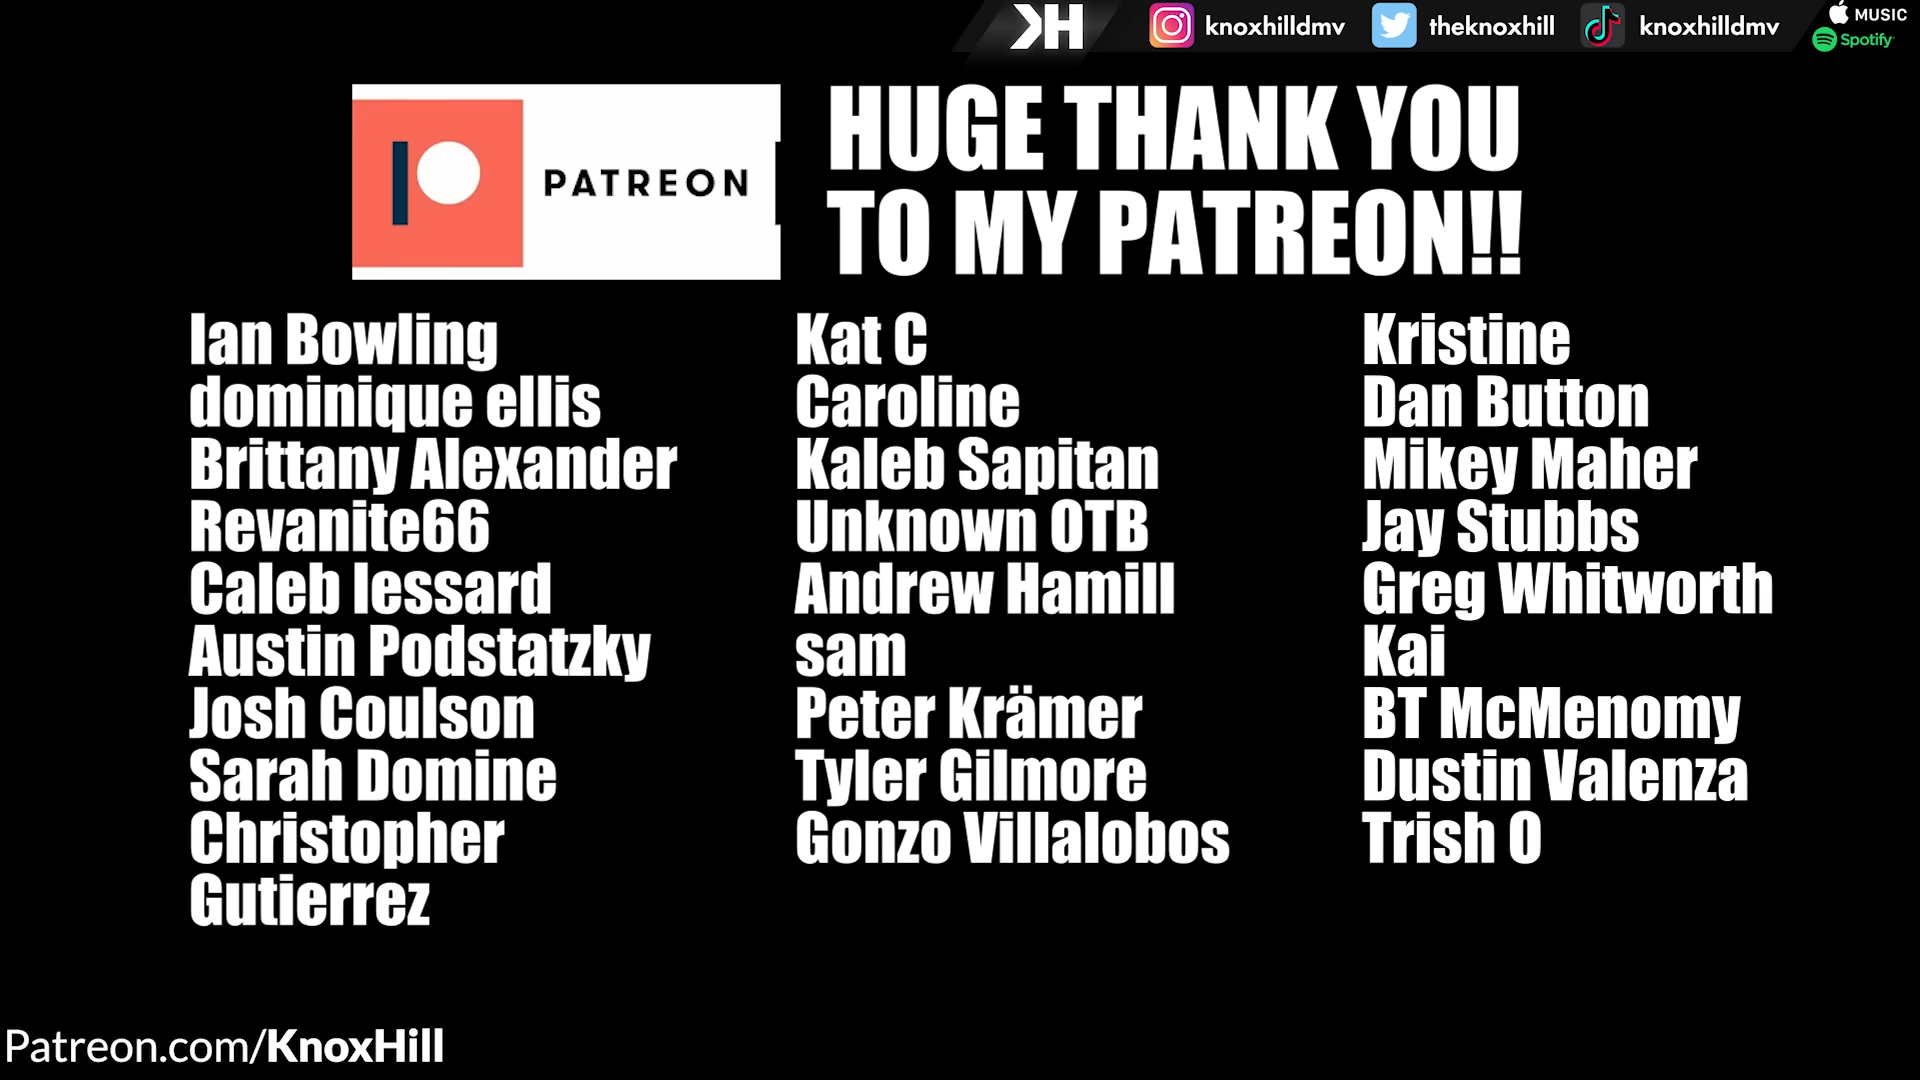 KH knoxhilldmv theknoxhill knoxhilldmv MUSIC
Spotify
PATREON
HUGE THANK YOU
TO MY PATREON!!
Ian Bowling
dominique ellis
Brittany Alexander
Revanite66
Caleb lessard
Austin Podstatzky
Josh Coulson
Sarah Domine
Christopher
Gutierrez
Kat C
Caroline
Kaleb Sapitan
Unknown OTB
Andrew Hamill
sam
Peter Krämer
Tyler Gilmore
Gonzo Villalobos
Kristine
Dan Button
Mikey Maher
Jay Stubbs
Greg Whitworth
Kai
BT McMenomy
Dustin Valenza
Trish O
Patreon.com/KnoxHill